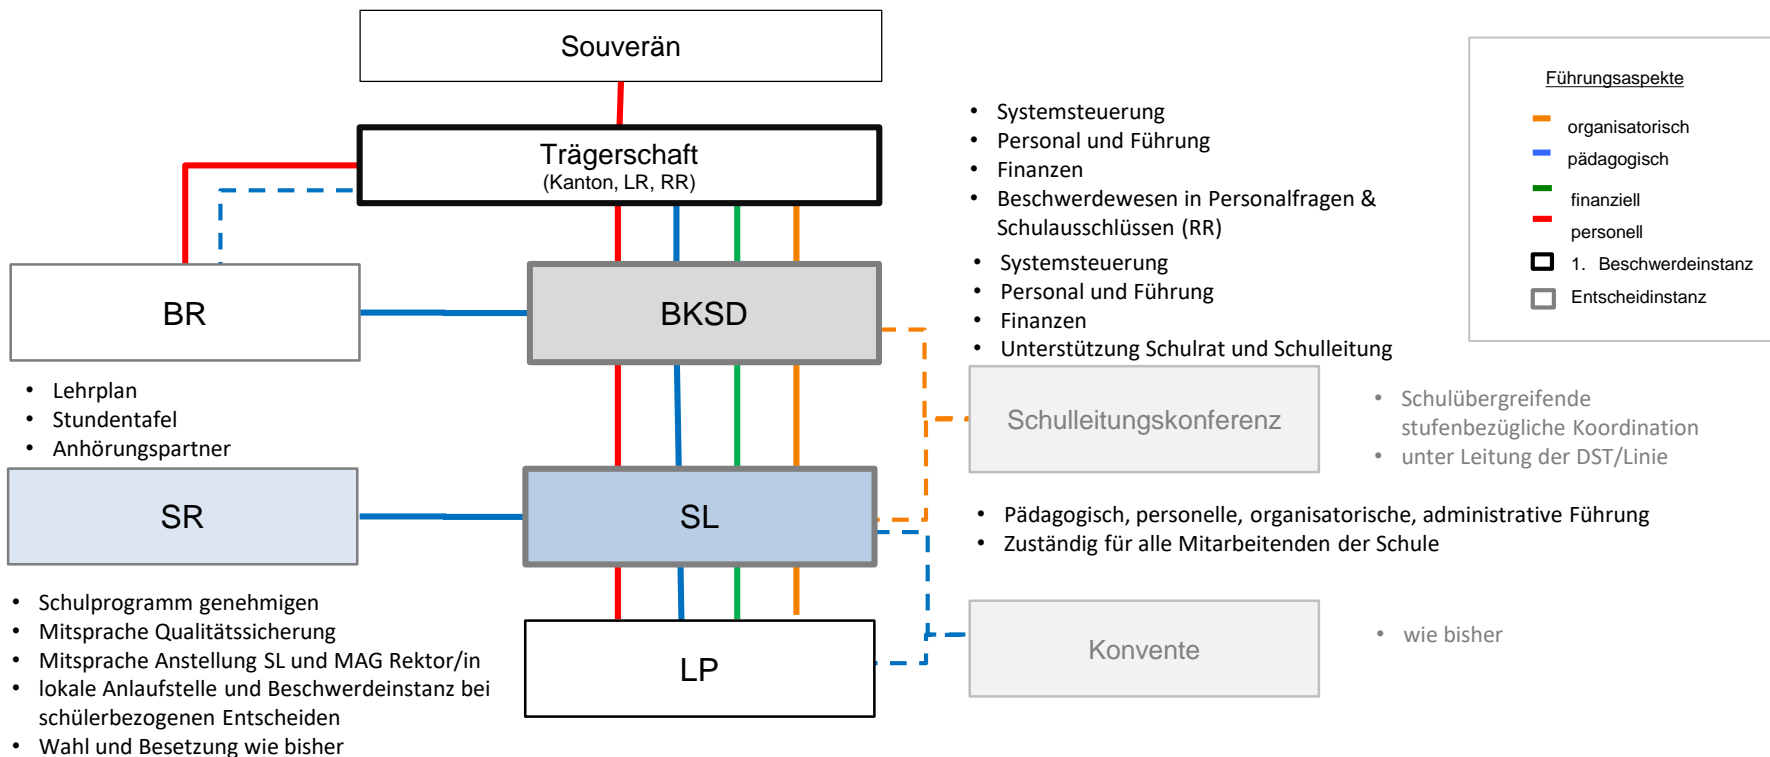 Souverän
Trägerschaft
(Kanton, LR, RR)
• Systemsteuerung
• Personal und Führung
• Finanzen
• Beschwerdewesen in Personalfragen &
Schulausschlüssen (RR)
Führungsaspekte
organisatorisch
pädagogisch
finanziell
personell
1. Beschwerdeinstanz
Entscheidinstanz
BR
BKSD
• Systemsteuerung
• Personal und Führung
• Finanzen
• Unterstützung Schulrat und Schulleitung
• Lehrplan
• Stundentafel
• Anhörungspartner
Schulleitungskonferenz
• Schulübergreifende
stufenbezügliche Koordination
• unter Leitung der DST/Linie
SR
SL
• Pädagogisch, personelle, organisatorische, administrative Führung
• Zuständig für alle Mitarbeitenden der Schule
• Schulprogramm genehmigen
• Mitsprache Qualitätssicherung
• Mitsprache Anstellung SL und MAG Rektor/in
• lokale Anlaufstelle und Beschwerdeinstanz bei
schülerbezogenen Entscheiden
• Wahl und Besetzung wie bisher
LP
Konvente
• wie bisher